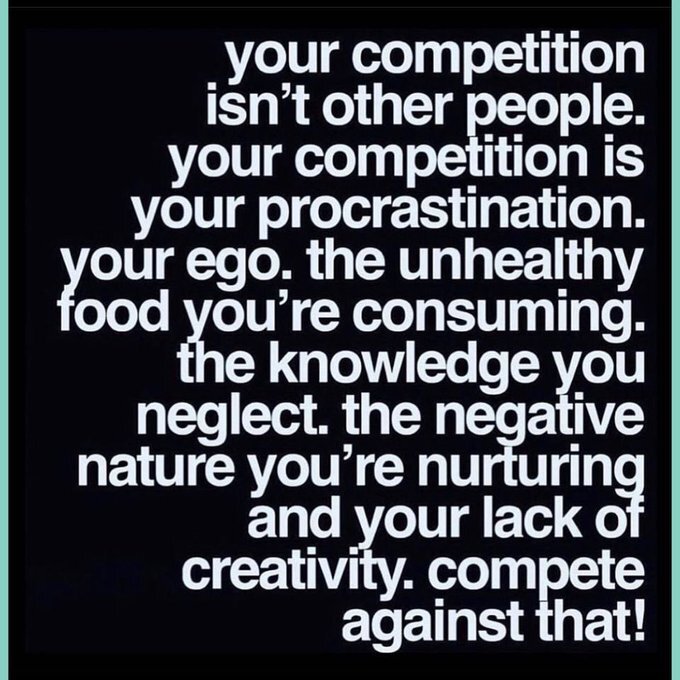 your competition
isn't other people.
your competition is
your procrastination.
your ego. the unhealthy
food you're consuming.
the knowledge you
neglect. the negative
nature you're nurturing
and your lack of
creativity. compete
against that!